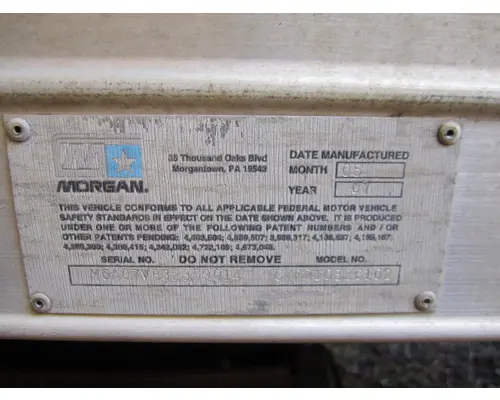 MORGAN.
35 Thousand Oaks Blvd
Morgantown, PA 19543
DATE MANUFACTURED
MONTH 05
YEAR 07
THIS VEHICLE CONFORMS TO ALL APPLICABLE FEDERAL MOTOR VEHICLE
SAFETY STANDARDS IN EFFECT ON THE DATE SHOWN ABOVE. IT IS PRODUCED
UNDER ONE OR MORE OF THE FOLLOWING PATENT NUMBERS AND / OR
OTHER PATENTS PENDING:
SERIAL NO. DO NOT REMOVE MODEL NO.